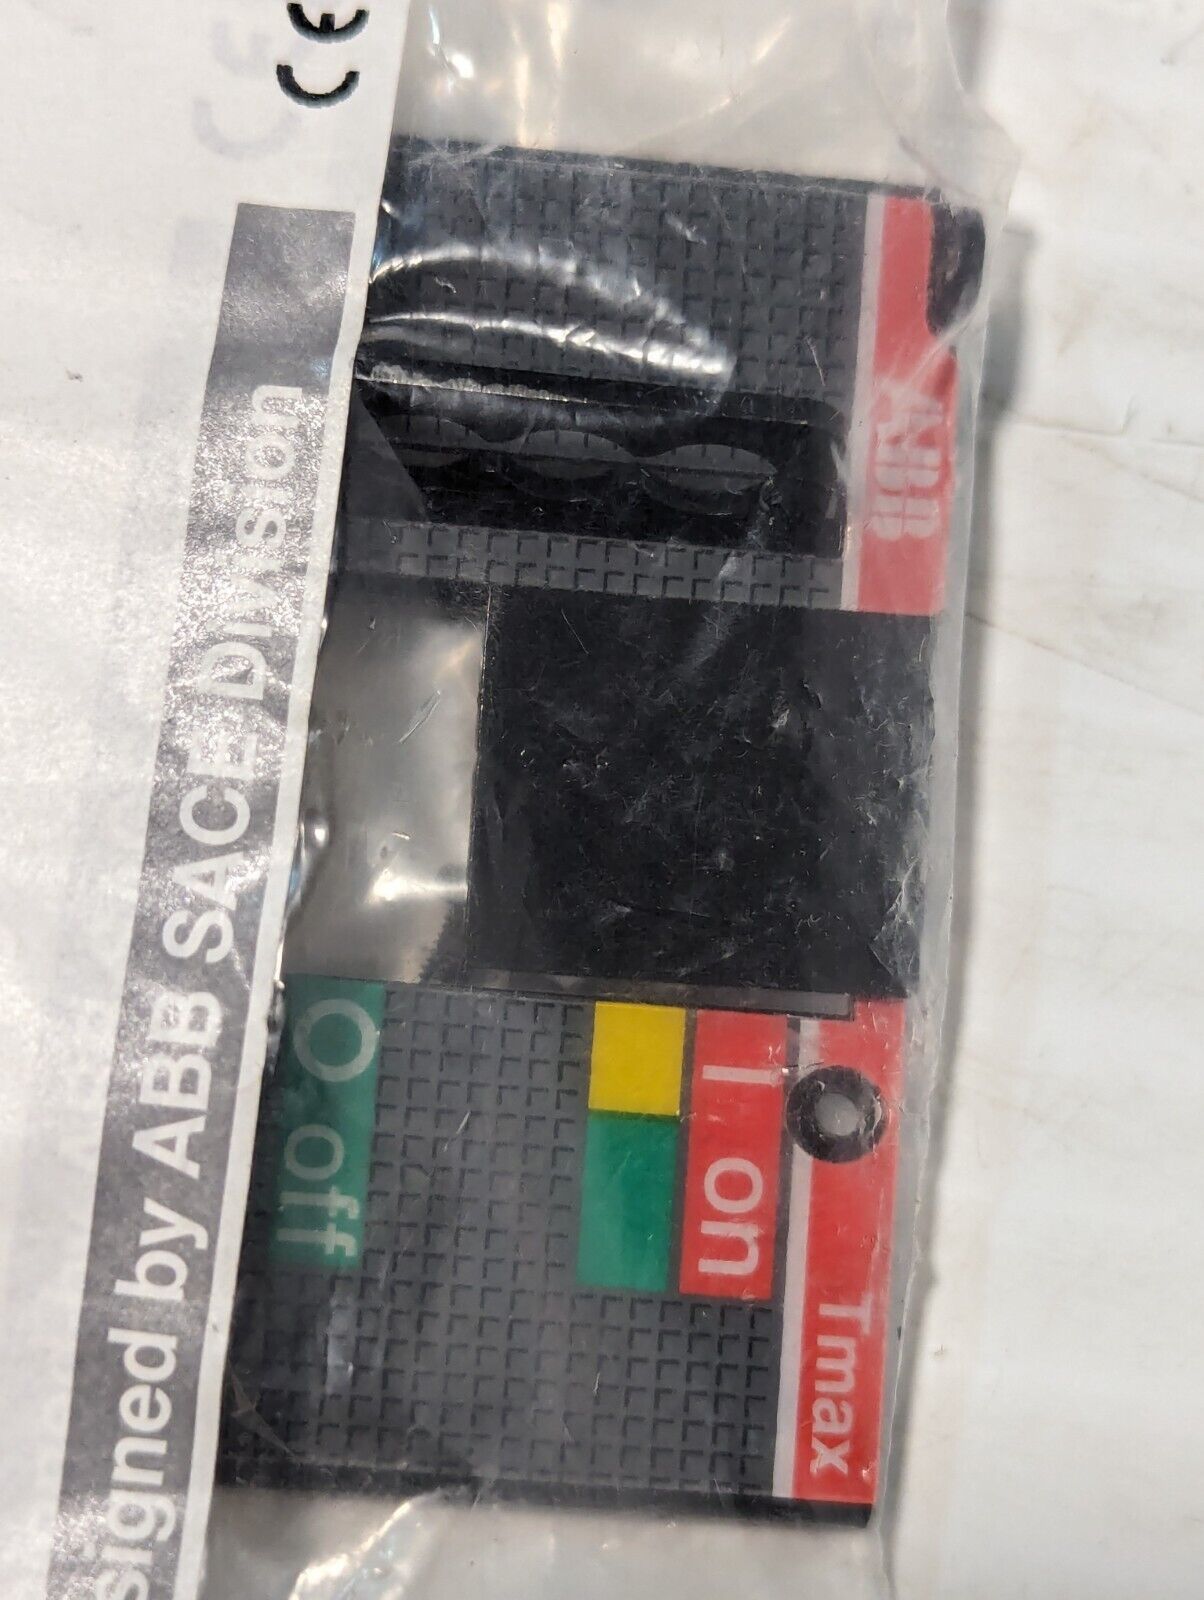 CE
signed by ABB SACE Division
ABB
I on
O off
Tmax